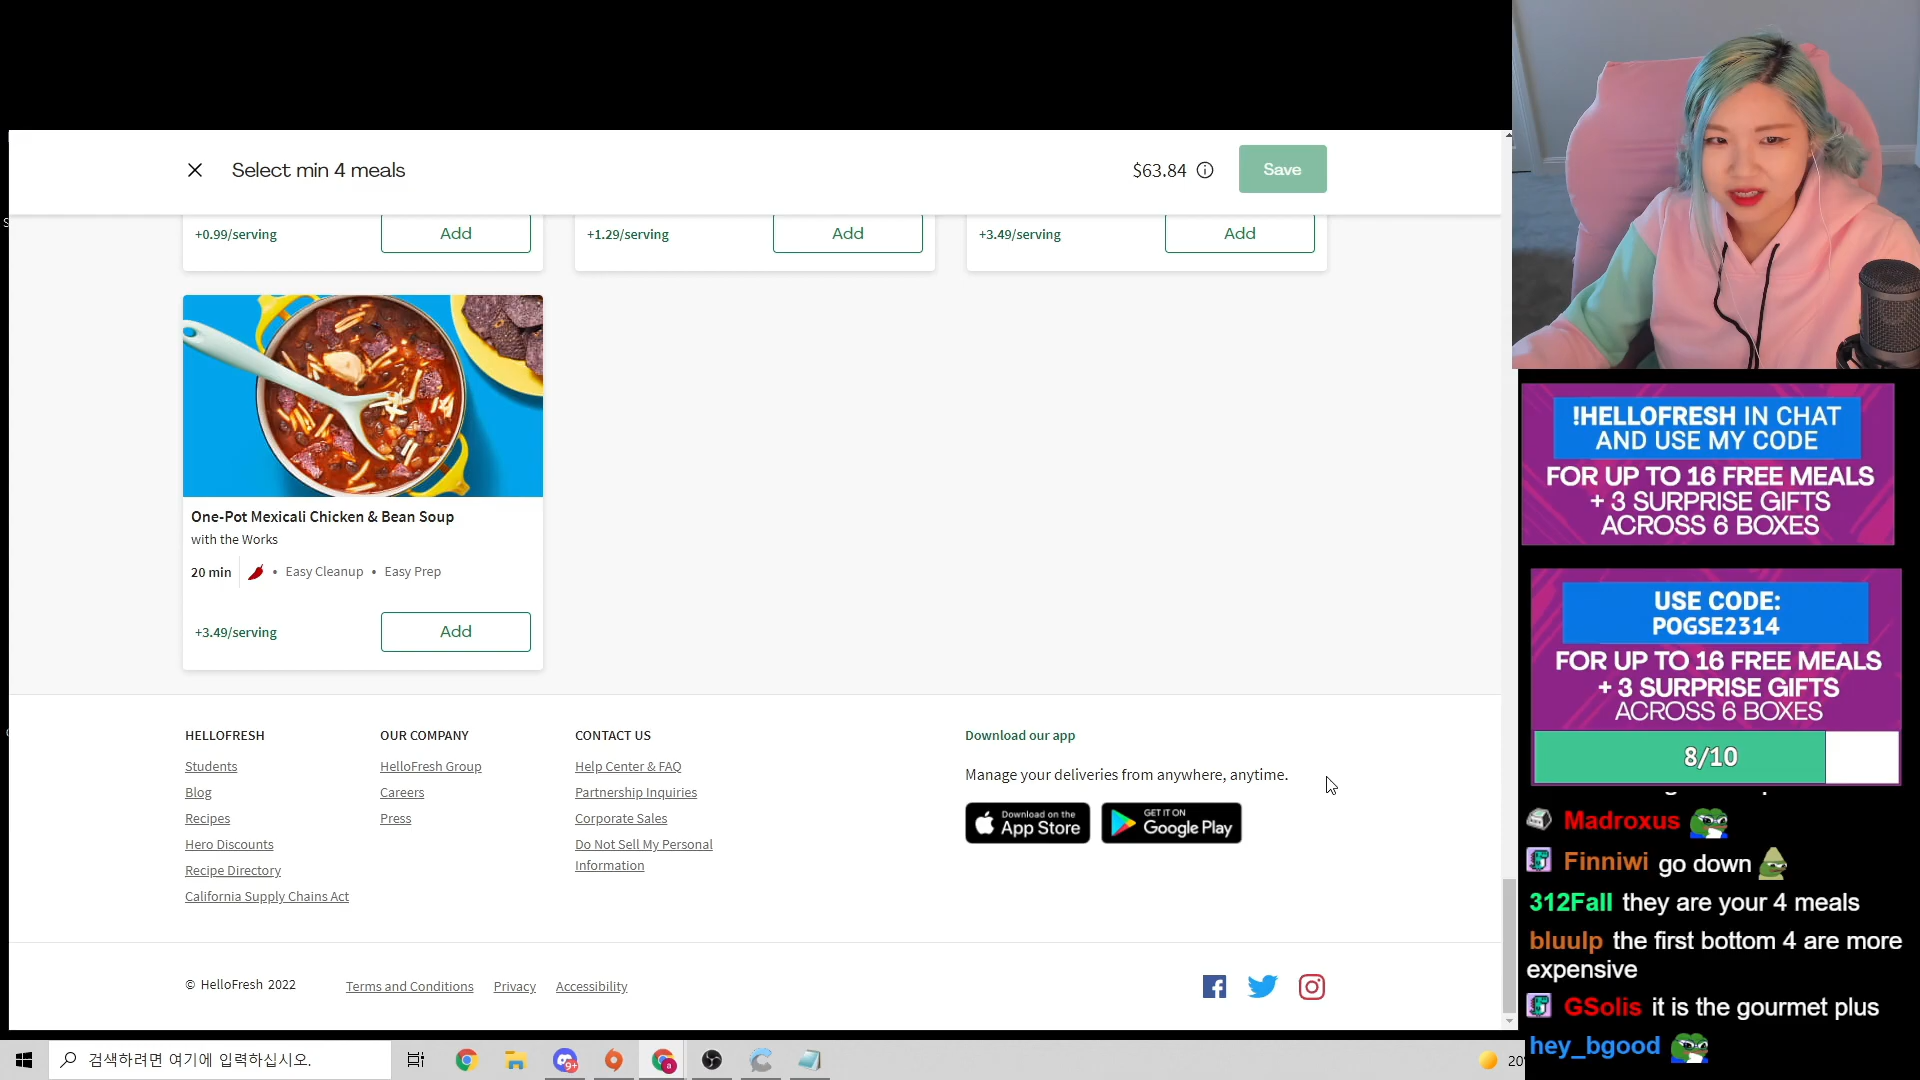 Select min 4 meals
$63.84
Save
+0.99/serving
Add
+1.29/serving
Add
+3.49/serving
Add
One-Pot Mexicali Chicken & Bean Soup
with the Works
20 min • Easy Cleanup • Easy Prep
+3.49/serving
Add
HELLOFRESH
Students
Blog
Recipes
Hero Discounts
Recipe Directory
California Supply Chains Act
OUR COMPANY
HelloFresh Group
Careers
Press
CONTACT US
Help Center & FAQ
Partnership Inquiries
Corporate Sales
Do Not Sell My Personal
Information
Download our app
Manage your deliveries from anywhere, anytime.
Download on the
App Store
GET IT ON
Google Play
© HelloFresh 2022
Terms and Conditions
Privacy
Accessibility
검색하려면 여기에 입력하십시오.
9+
!HELLOFRESH IN CHAT
AND USE MY CODE
FOR UP TO 16 FREE MEALS
+ 3 SURPRISE GIFTS
ACROSS 6 BOXES
USE CODE:
POGSE2314
FOR UP TO 16 FREE MEALS
+ 3 SURPRISE GIFTS
ACROSS 6 BOXES
8/10
Madroxus
Finniwi go down
312Fall they are your 4 meals
bluulp the first bottom 4 are more
expensive
GSolis it is the gourmet plus
hey_bgood